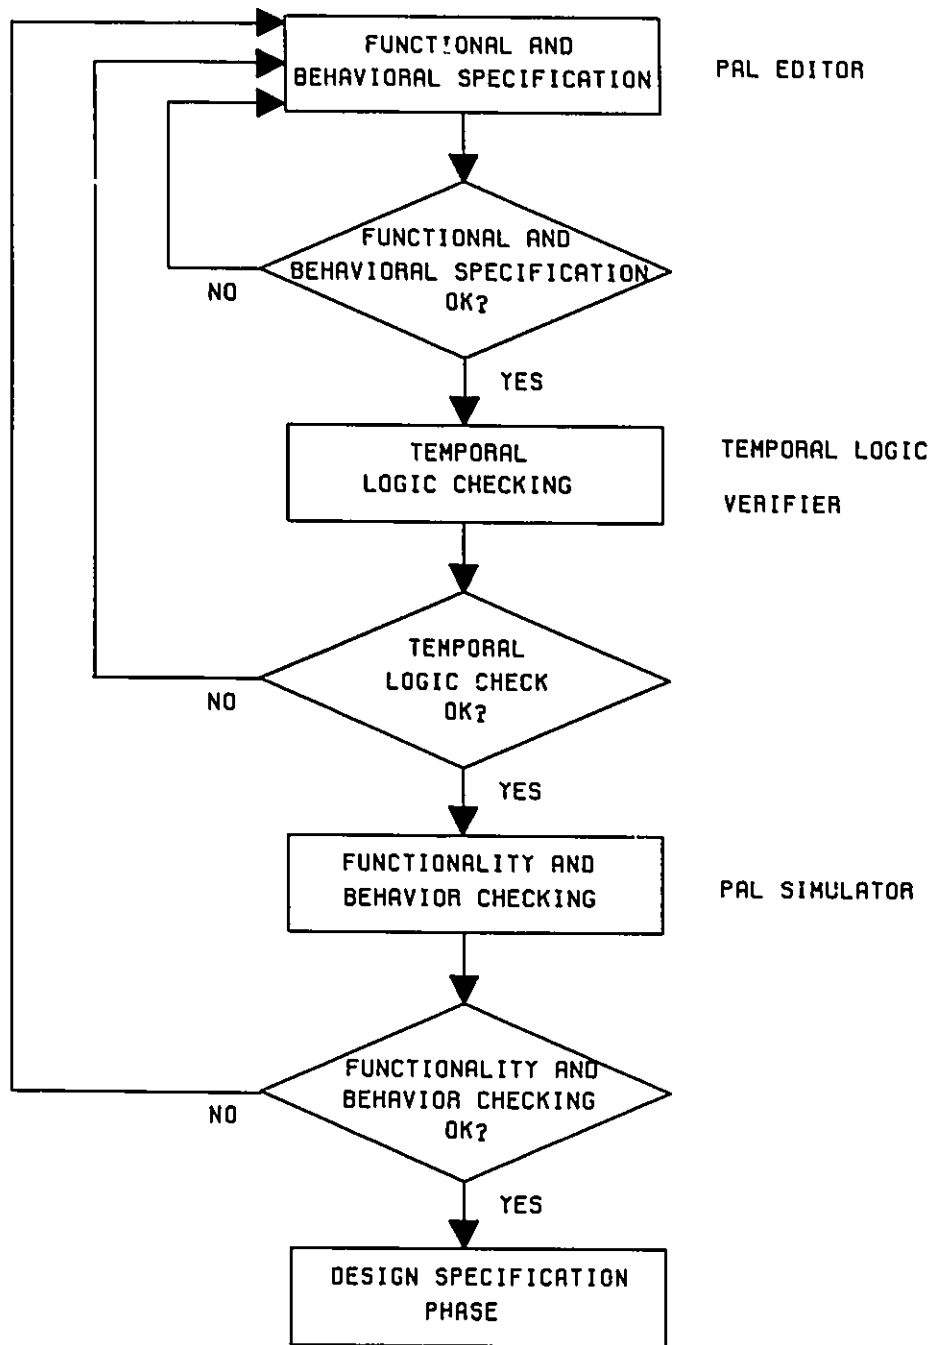 FUNCTIONAL AND
BEHAVIORAL SPECIFICATION
PAL EDITOR
FUNCTIONAL AND
BEHAVIORAL SPECIFICATION
OK?
NO
YES
TEMPORAL
LOGIC CHECKING
TEMPORAL LOGIC
VERIFIER
TEMPORAL
LOGIC CHECK
OK?
NO
YES
FUNCTIONALITY AND
BEHAVIOR CHECKING
PAL SIMULATOR
FUNCTIONALITY AND
BEHAVIOR CHECKING
OK?
NO
YES
DESIGN SPECIFICATION
PHASE